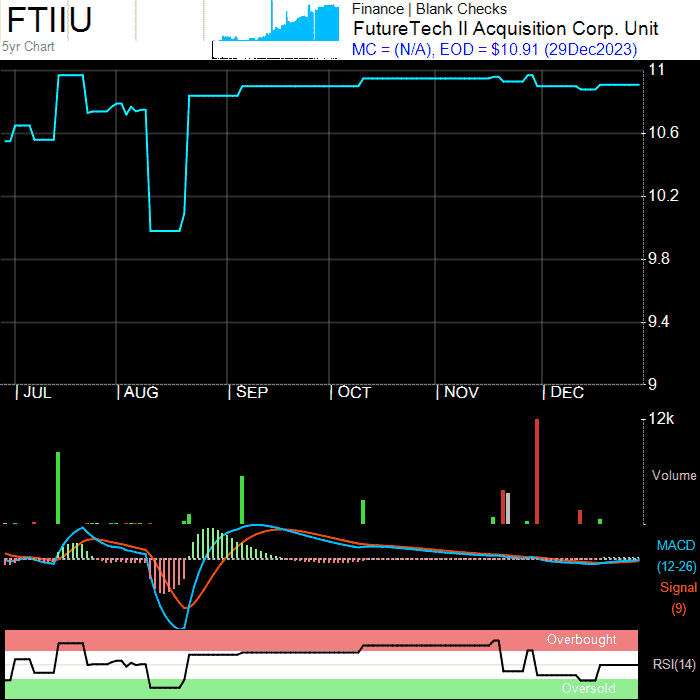 FTIIU
5yr Chart
Finance | Blank Checks
FutureTech II Acquisition Corp. Unit
MC = (N/A), EOD = $10.91 (29Dec2023)
11
10.6
10.2
9.8
9.4
9
JUL AUG SEP OCT NOV DEC
12k
Volume
MACD
(12-26)
Signal
(9)
Overbought
RSI(14)
Oversold